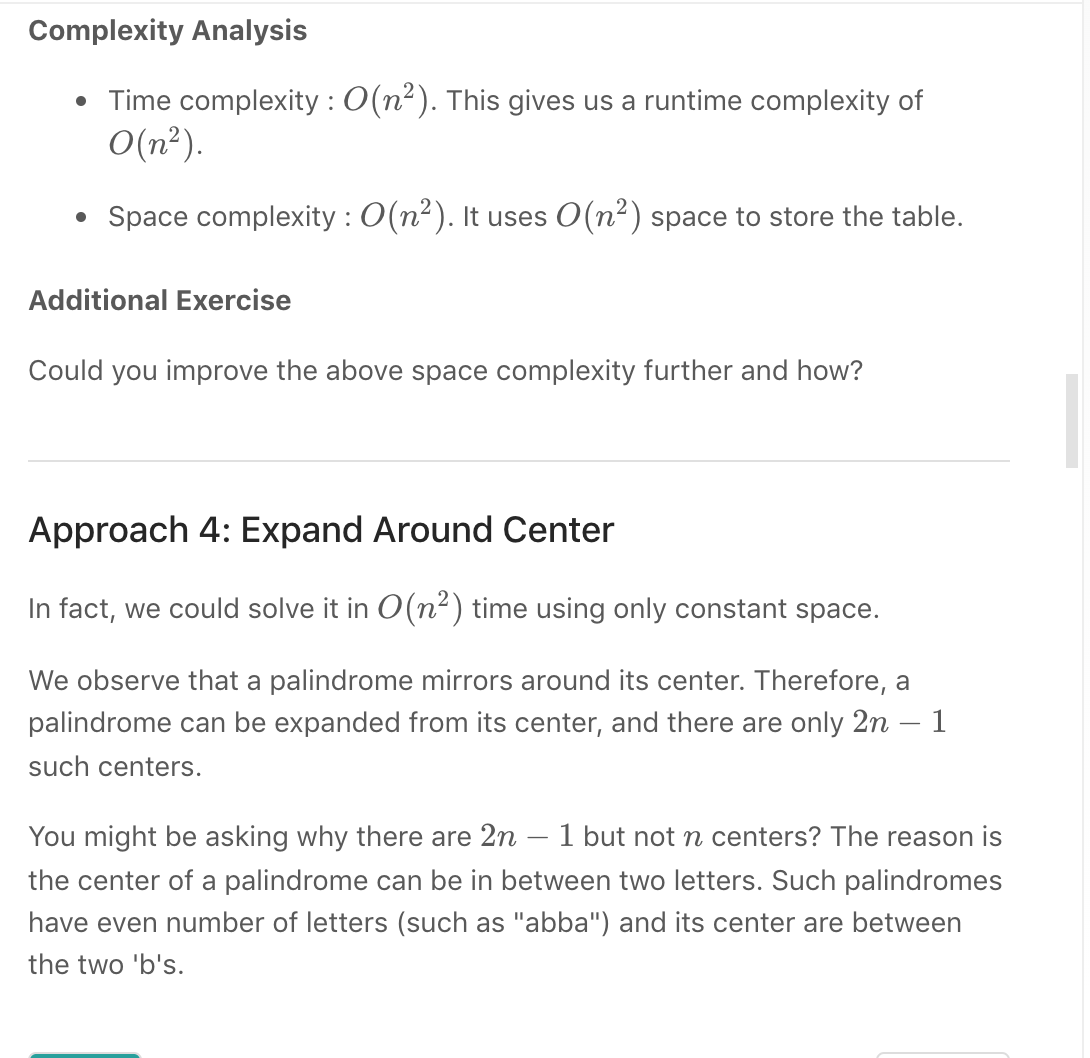 Complexity Analysis
• Time complexity : O(n²). This gives us a runtime complexity of
O(n²).
• Space complexity : O(n²). It uses O(n²) space to store the table.
Additional Exercise
Could you improve the above space complexity further and how?
Approach 4: Expand Around Center
In fact, we could solve it in O(n²) time using only constant space.
We observe that a palindrome mirrors around its center. Therefore, a
palindrome can be expanded from its center, and there are only 2n − 1
such centers.
You might be asking why there are 2n − 1 but not n centers? The reason is
the center of a palindrome can be in between two letters. Such palindromes
have even number of letters (such as "abba") and its center are between
the two 'b's.